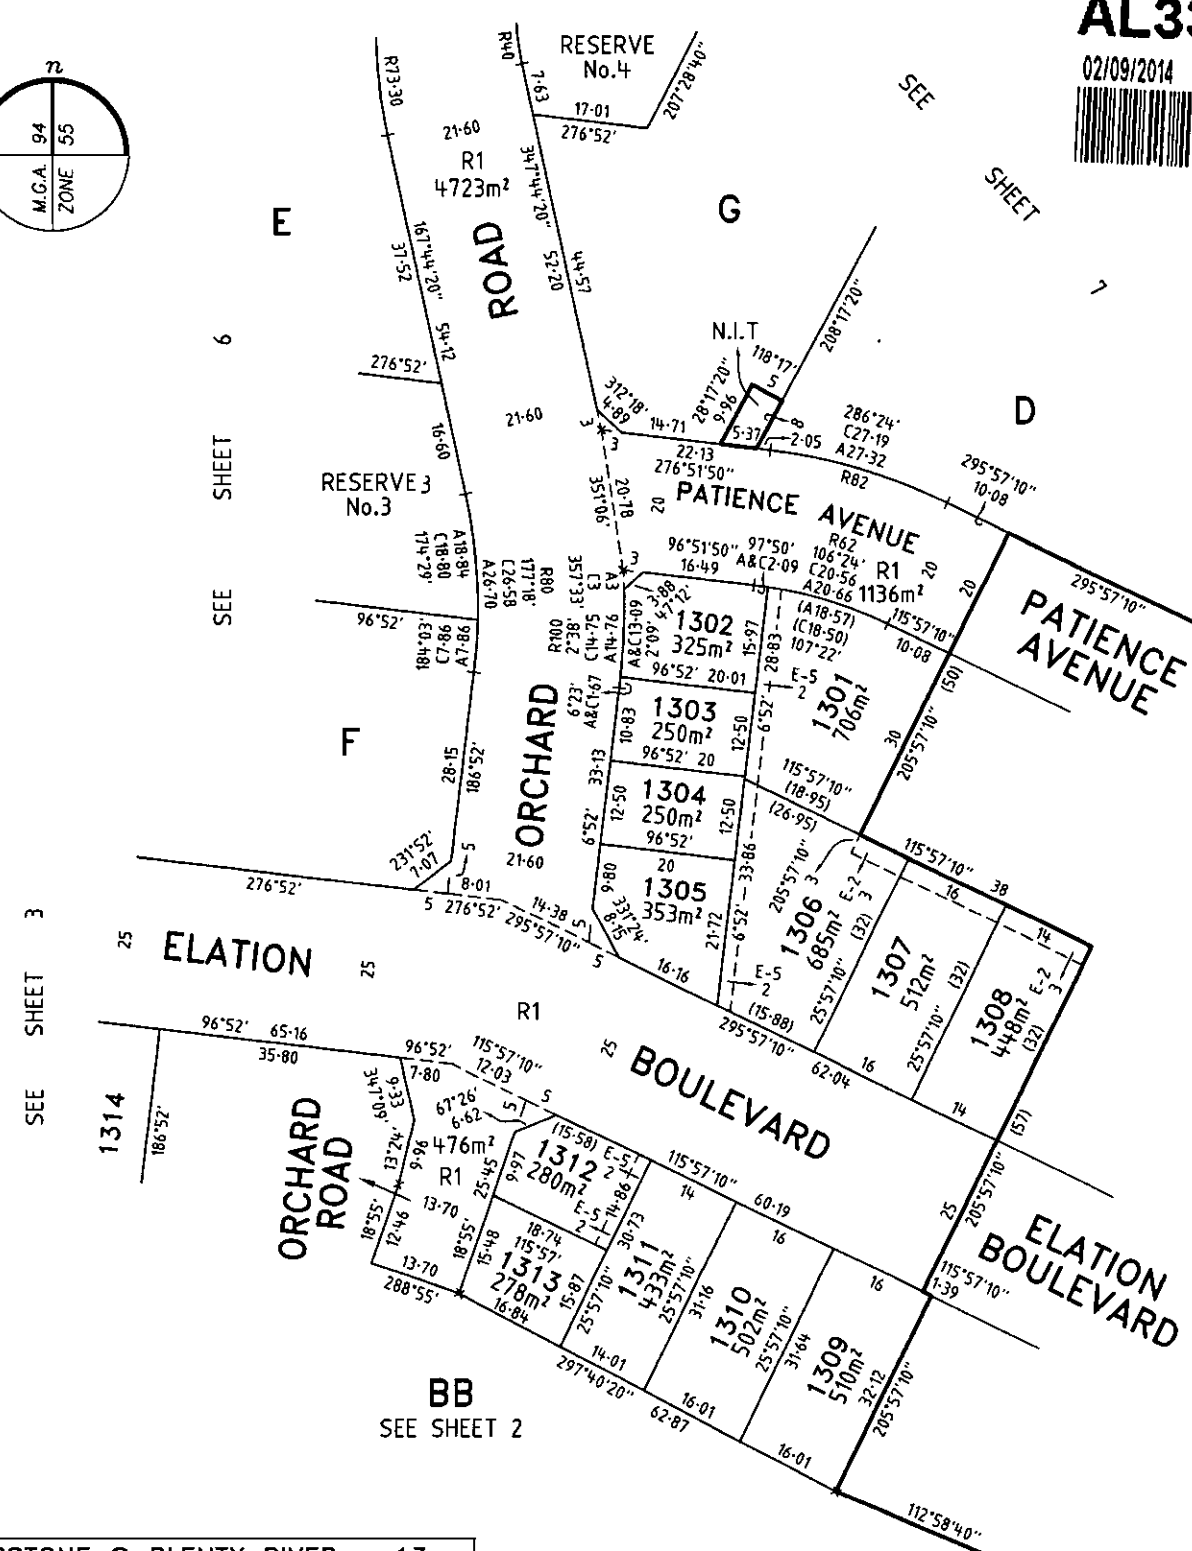 AL33
02/09/2014
n
M.G.A. 94
ZONE 55
R73·30
R40
7·63
RESERVE
No.4
17·01
276°52'
207°28'40"
SEE
SHEET
7
21·60
R1
4723m²
347°44'20"
44·57
52·20
E
G
D
ROAD
167°44'20"
37·52
54·12
SEE SHEET 6
276°52'
N.I.T
118°17'
5
208°17'20"
28°17'20"
9·96
5·37
8
2·05
286°24'
C27·19
A27·32
R82
295°57'10"
10·08
312°18'
4·89
14·71
22·13
276°51'50"
3
3
21·60
16·60
351°06'
20·78
20
PATIENCE AVENUE
RESERVE 3
No.3
A18·84
C18·80
174°29'
A26·70
C26·58
177°18'
R80
357°33'
C3
A3
3
96°51'50"
16·49
97°50'
A&C2·09
R62
106°24'
C20·56
A20·66
R1
1136m²
20
20
295°57'10"
PATIENCE
AVENUE
96°52'
184°03'
C7·86
A7·86
R100
2°38'
C14·75
A14·76
A&C13·09
2°09'
3·88
47°12'
1302
325m²
15·97
28·83
(A18·57)
(C18·50)
107°22'
115°57'10"
10·08
96°52' 20·01
E-5
2
1301
706m²
(50)
30
205°57'10"
6°23'
A&C1·67
10·83
1303
250m²
12·50
6°52'
96°52' 20
F
28·15
186°52'
ORCHARD
33·13
6°52'
12·50
1304
250m²
12·50
96°52'
115°57'10"
(18·95)
(26·95)
205°57'10"
3
115°57'10"
38
16
14
231°52'
7·07
5
21·60
20
1305
353m²
9·80
331°24'
8·15
21·72
6°52'
33·86
276°52'
5
8·01
276°52'
14·38
295°57'10"
5
5
E-2
3
1306
685m²
(32)
25°57'10"
1307
512m²
(32)
25°57'10"
1308
448m²
E-2
3
(32)
SEE SHEET 3
25
ELATION
25
16·16
E-5
2
(15·88)
295°57'10"
62·04
16
14
(57)
R1
25
BOULEVARD
96°52' 65·16
35·80
96°52'
7·80
115°57'10"
12·03
5
5
1314
186°52'
347°09'
9·33
67°26'
6·62
ORCHARD
ROAD
13°24'
9·96
476m²
R1
(15·58)
E-5
2
1312
280m²
9·97
25·45
14·86
115°57'10"
14
60·19
16
16
25
205°57'10"
115°57'10"
1·39
ELATION
BOULEVARD
18°55'
12·46
13·70
18°55'
15·48
18·74
115°57'
E-5
2
30·73
1313
278m²
15·87
25°57'10"
1311
433m²
25°57'10"
31·16
1310
502m²
25°57'10"
31·64
1309
510m²
32·12
205°57'10"
13·70
288°55'
16·84
14·01
297°40'20"
62·87
16·01
16·01
BB
SEE SHEET 2
112°58'40"
PLENTY RIVER - 13